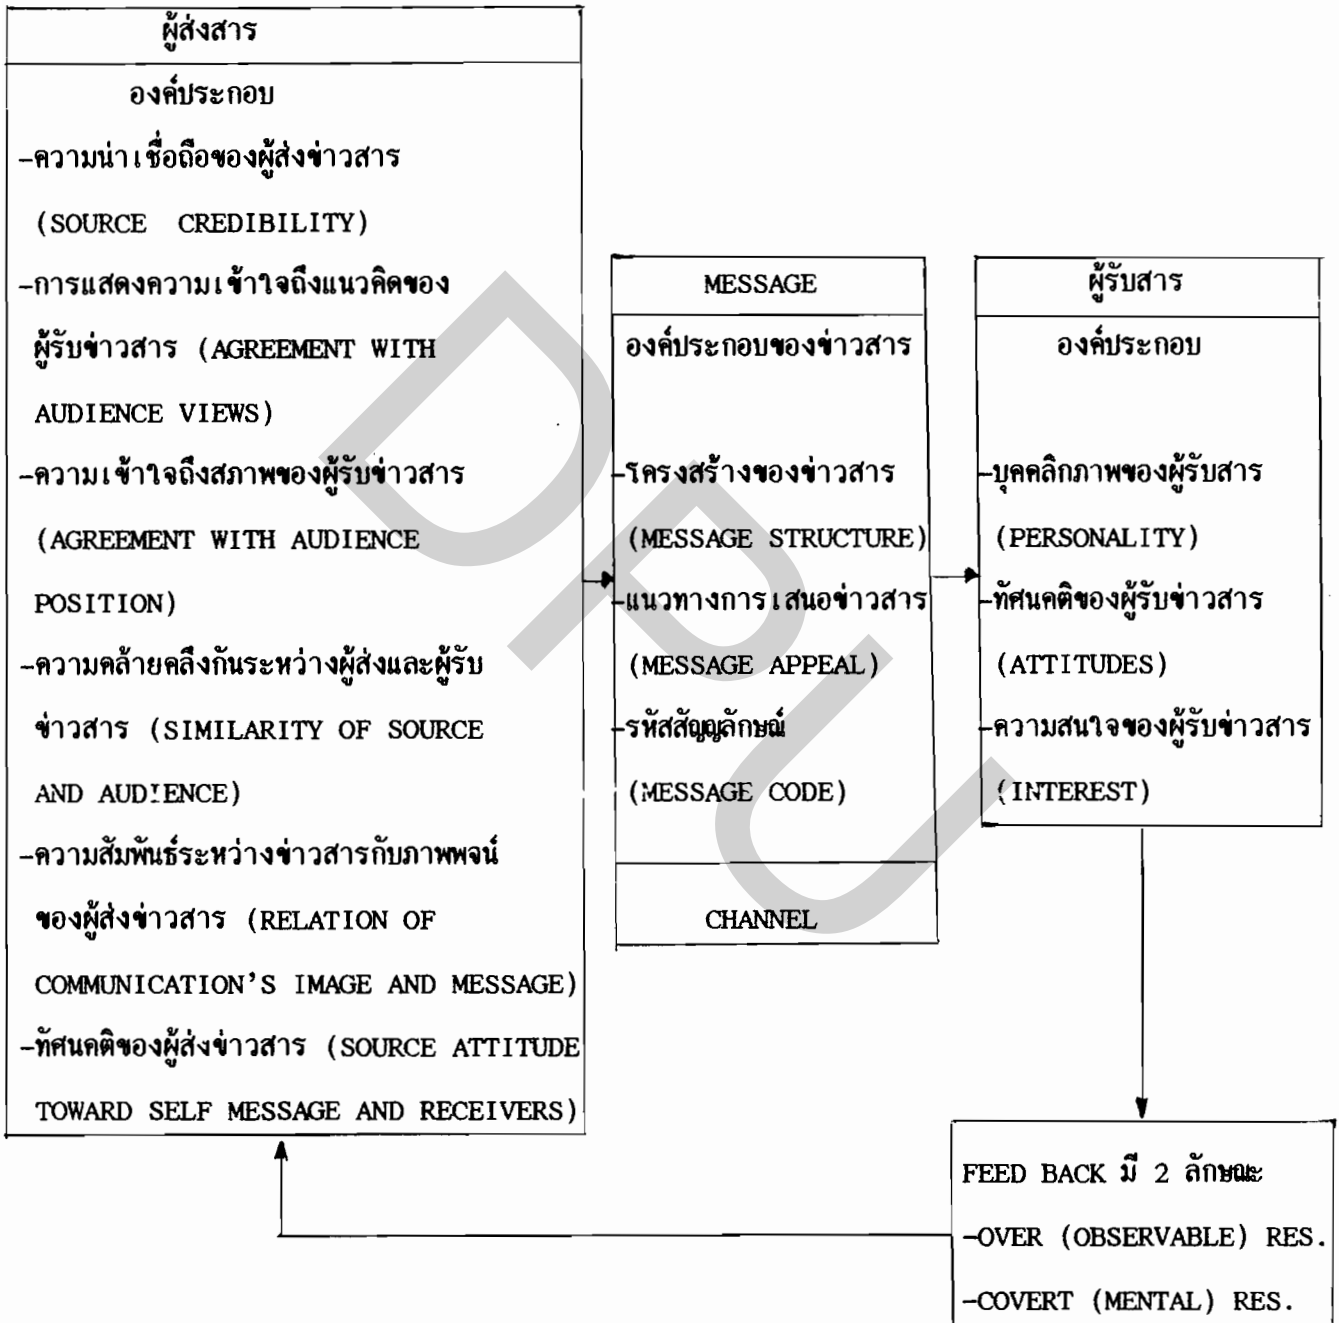 ผู้ส่งสาร
องค์ประกอบ
-ความน่าเชื่อถือของผู้ส่งข่าวสาร
(SOURCE CREDIBILITY)
-การแสดงความเข้าใจถึงแนวคิดของ
ผู้รับข่าวสาร (AGREEMENT WITH
AUDIENCE VIEWS)
-ความเข้าใจถึงสภาพของผู้รับข่าวสาร
(AGREEMENT WITH AUDIENCE
POSITION)
-ความคล้ายคลึงกันระหว่างผู้ส่งและผู้รับ
ข่าวสาร (SIMILARITY OF SOURCE
AND AUDIENCE)
-ความสัมพันธ์ระหว่างข่าวสารกับภาพพจน์
ของผู้ส่งข่าวสาร (RELATION OF
COMMUNICATION'S IMAGE AND MESSAGE)
-ทัศนคติของผู้ส่งข่าวสาร (SOURCE ATTITUDE
TOWARD SELF MESSAGE AND RECEIVERS)
MESSAGE
องค์ประกอบของข่าวสาร
-โครงสร้างของข่าวสาร
(MESSAGE STRUCTURE)
-แนวทางการเสนอข่าวสาร
(MESSAGE APPEAL)
-รหัสสัญญลักษณ์
(MESSAGE CODE)
CHANNEL
ผู้รับสาร
องค์ประกอบ
-บุคคลิกภาพของผู้รับสาร
(PERSONALITY)
-ทัศนคติของผู้รับข่าวสาร
(ATTITUDES)
-ความสนใจของผู้รับข่าวสาร
(INTEREST)
FEED BACK มี 2 ลักษณะ
-OVER (OBSERVABLE) RES.
-COVERT (MENTAL) RES.
DPU